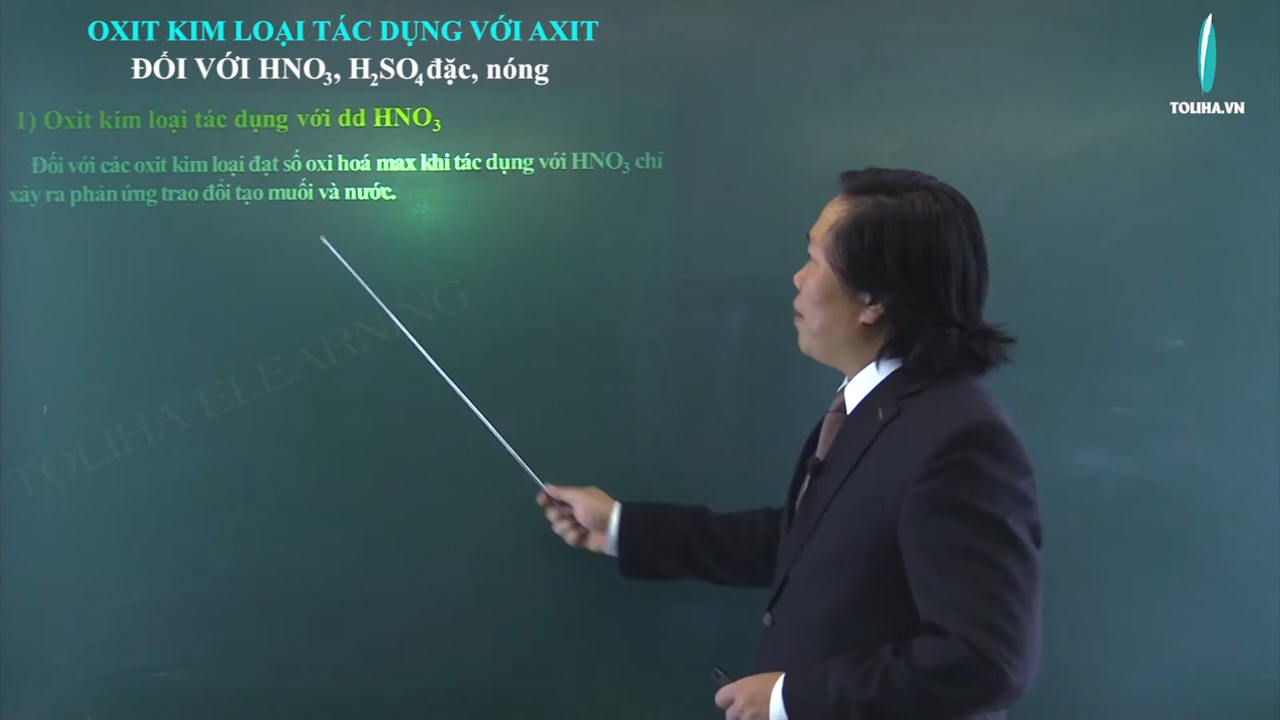 OXIT KIM LOẠI TÁC DỤNG VỚI AXIT
ĐỐI VỚI HNO₃, H₂SO₄ đặc, nóng
TOLIHA.VN
1) Oxit kim loại tác dụng với dd HNO₃
Đối với các oxit kim loại đạt số oxi hoá max khi tác dụng với HNO₃ chỉ
xảy ra phản ứng trao đổi tạo muối và nước.
TOLIHA ELEARNING